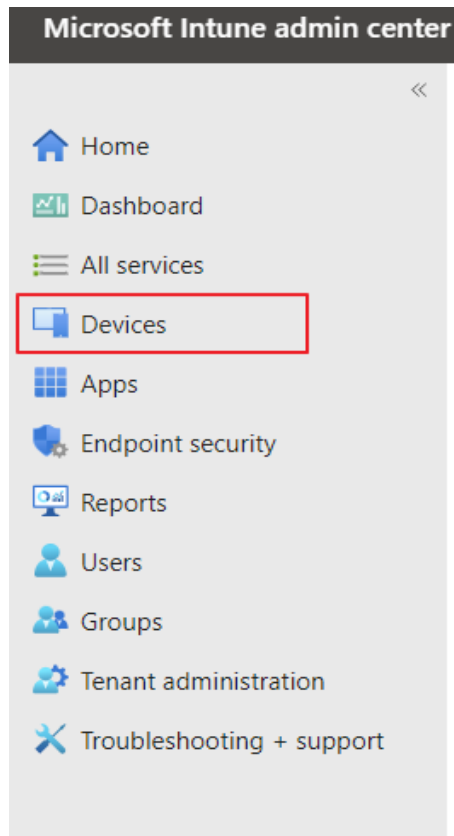 Microsoft Intune admin center
Home
Dashboard
All services
Devices
Apps
Endpoint security
Reports
Users
Groups
Tenant administration
Troubleshooting + support